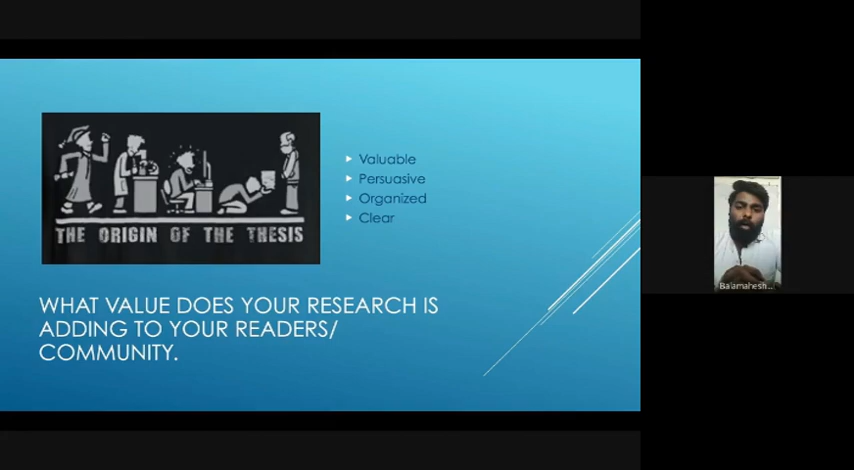 THE ORIGIN OF THE THESIS
Valuable
Persuasive
Organized
Clear
WHAT VALUE DOES YOUR RESEARCH IS
ADDING TO YOUR READERS/
COMMUNITY.
Balamahesh...